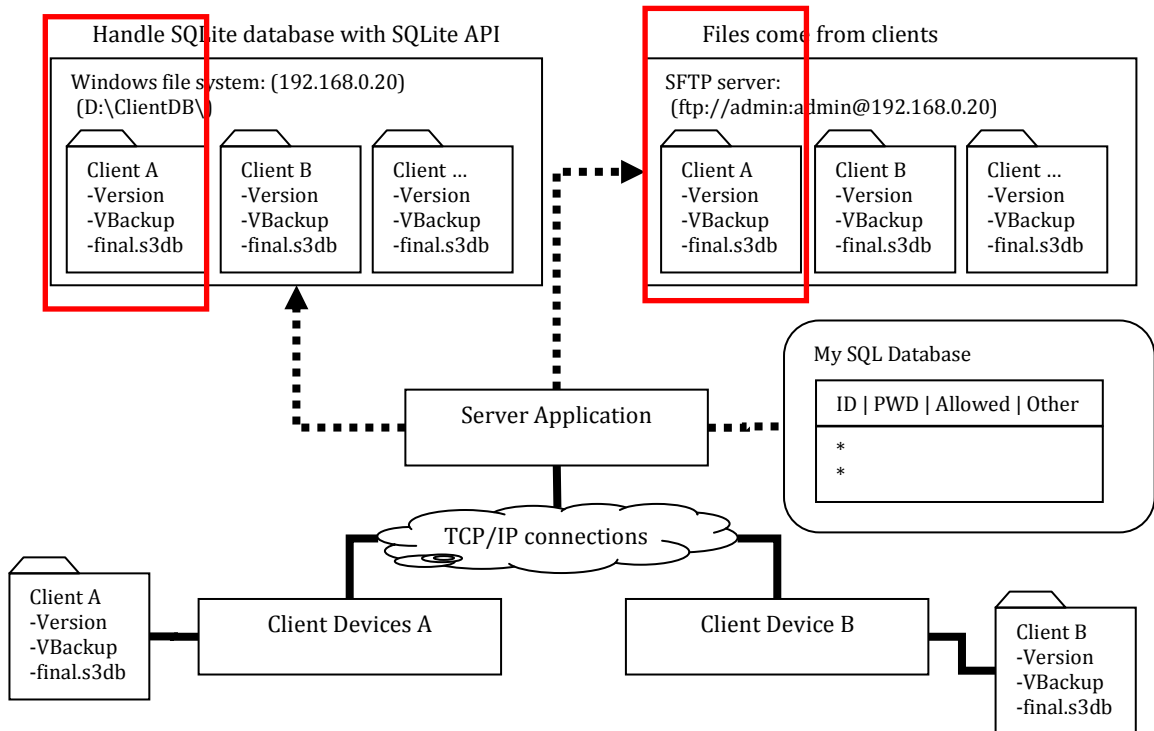 Handle SQLite database with SQLite API
Windows file system: (192.168.0.20)
(D:\ClientDB\)
Client A
-Version
-VBackup
-final.s3db
Client B
-Version
-VBackup
-final.s3db
Client ...
-Version
-VBackup
-final.s3db
Files come from clients
SFTP server:
(ftp://admin:admin@192.168.0.20)
Client A
-Version
-VBackup
-final.s3db
Client B
-Version
-VBackup
-final.s3db
Client ...
-Version
-VBackup
-final.s3db
My SQL Database
ID | PWD | Allowed | Other
*
*
Server Application
TCP/IP connections
Client A
-Version
-VBackup
-final.s3db
Client Devices A
Client Device B
Client B
-Version
-VBackup
-final.s3db